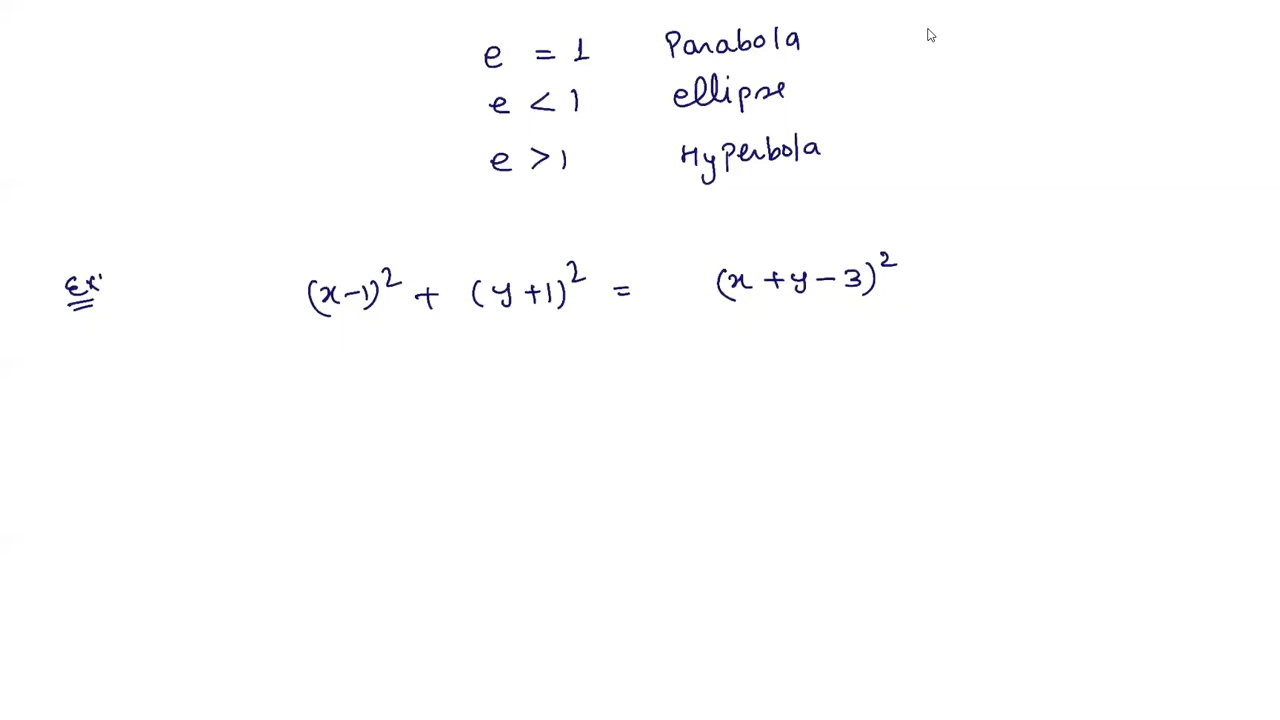 e = 1 Parabola
e < 1 ellipse
e > 1 Hyperbola
Ex. (x-1)² + (y+1)² = (x+y-3)²